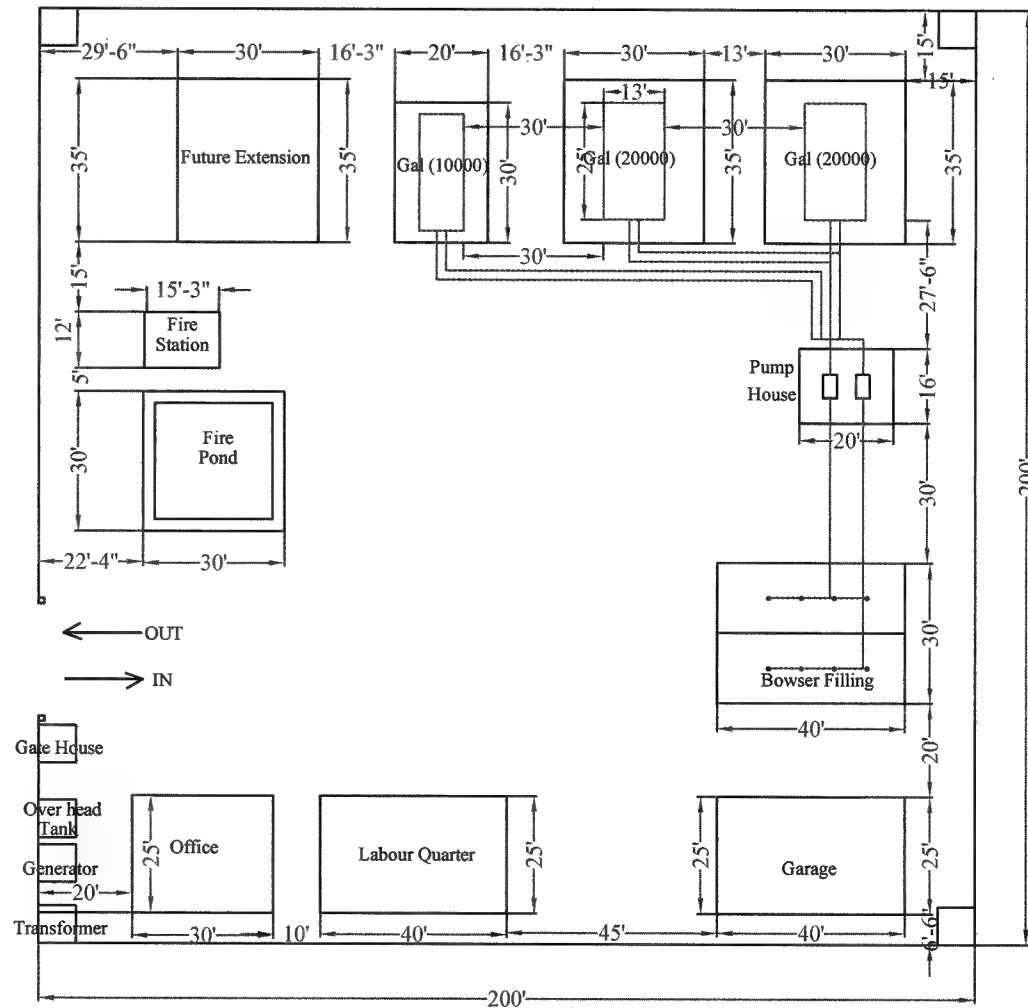 29'-6"
30'
16'-3"
20'
16'-3"
30'
13'
30'
15'
15'
13'
35'
Future Extension
35'
Gal (10000)
30'
30'
25'
Gal (20000)
35'
30'
Gal (20000)
35'
30'
15'
15'-3"
27'-6"
12'
Fire
Station
5'
Pump
House
16'
20'
30'
Fire
Pond
30'
200'
22'-4"
30'
OUT
IN
30'
Bowser Filling
40'
Gate House
20'
Over head
Tank
Generator
20'
25'
Office
Labour Quarter
25'
25'
Garage
25'
Transformer
30'
10'
40'
45'
40'
6'-6"
200'